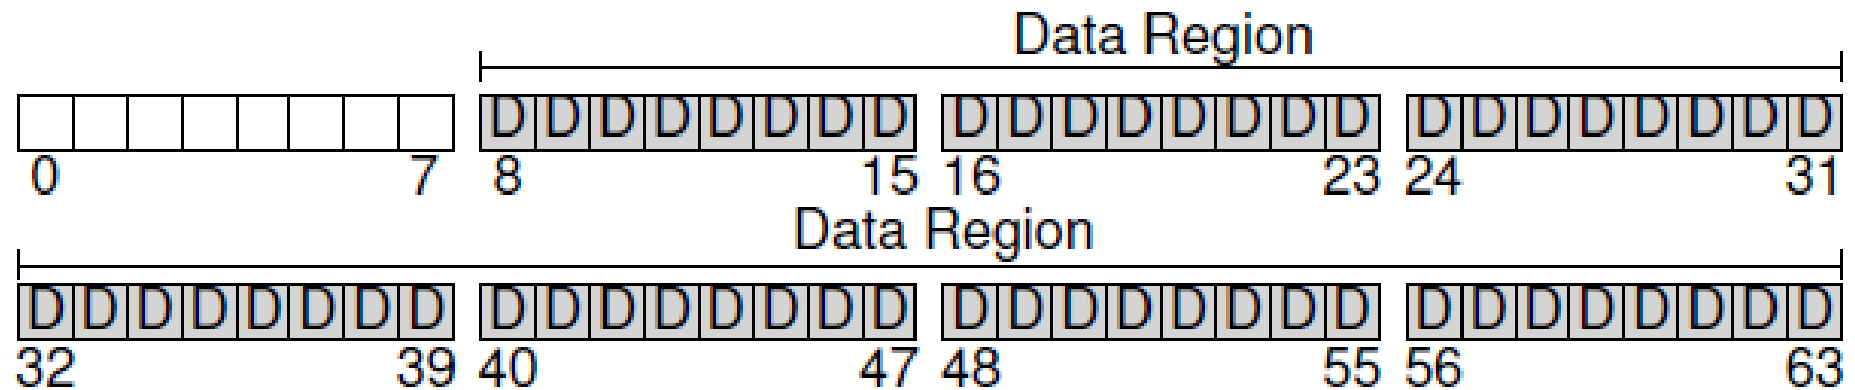 Data Region
D D D D D D D D D D D D D D D D D D D D D D D D
0 7 8 15 16 23 24 31
Data Region
D D D D D D D D D D D D D D D D D D D D D D D D D D D D D D D D
32 39 40 47 48 55 56 63